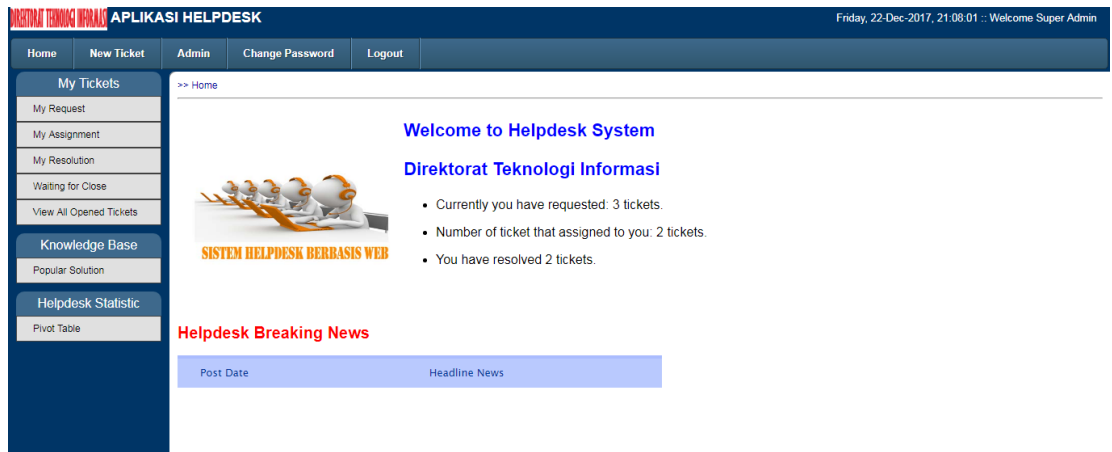 DIREKTORAT TEKNOLOGI INFORMASI APLIKASI HELPDESK
Friday, 22-Dec-2017, 21:08:01 :: Welcome Super Admin
Home New Ticket Admin Change Password Logout
My Tickets
My Request
My Assignment
My Resolution
Waiting for Close
View All Opened Tickets
Knowledge Base
Popular Solution
Helpdesk Statistic
Pivot Table
>> Home
SISTEM HELPDESK BERBASIS WEB
Welcome to Helpdesk System
Direktorat Teknologi Informasi
• Currently you have requested: 3 tickets.
• Number of ticket that assigned to you: 2 tickets.
• You have resolved 2 tickets.
Helpdesk Breaking News
Post Date Headline News